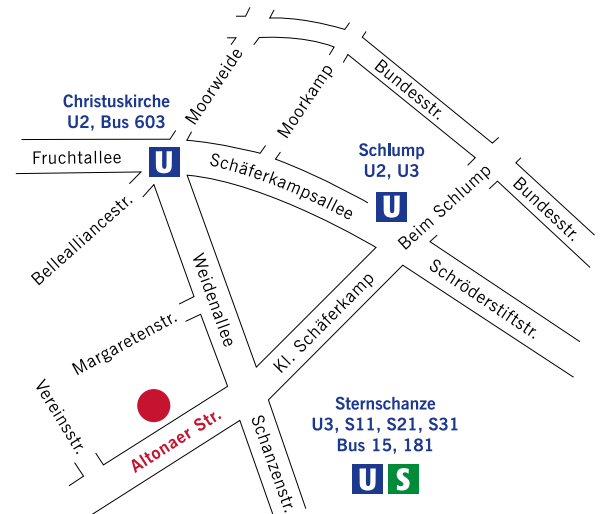 Moorweide
Bundesstr.
Moorkamp
Christuskirche
U2, Bus 603
Fruchtallee
U
Schäferkampsallee
Schlump
U2, U3
U
Beim Schlump
Bundesstr.
Bellealliancestr.
Weidenallee
Kl. Schäferkamp
Schröderstiftstr.
Margaretenstr.
Vereinsstr.
Altonaer Str.
Schanzenstr.
Sternschanze
U3, S11, S21, S31
Bus 15, 181
U S